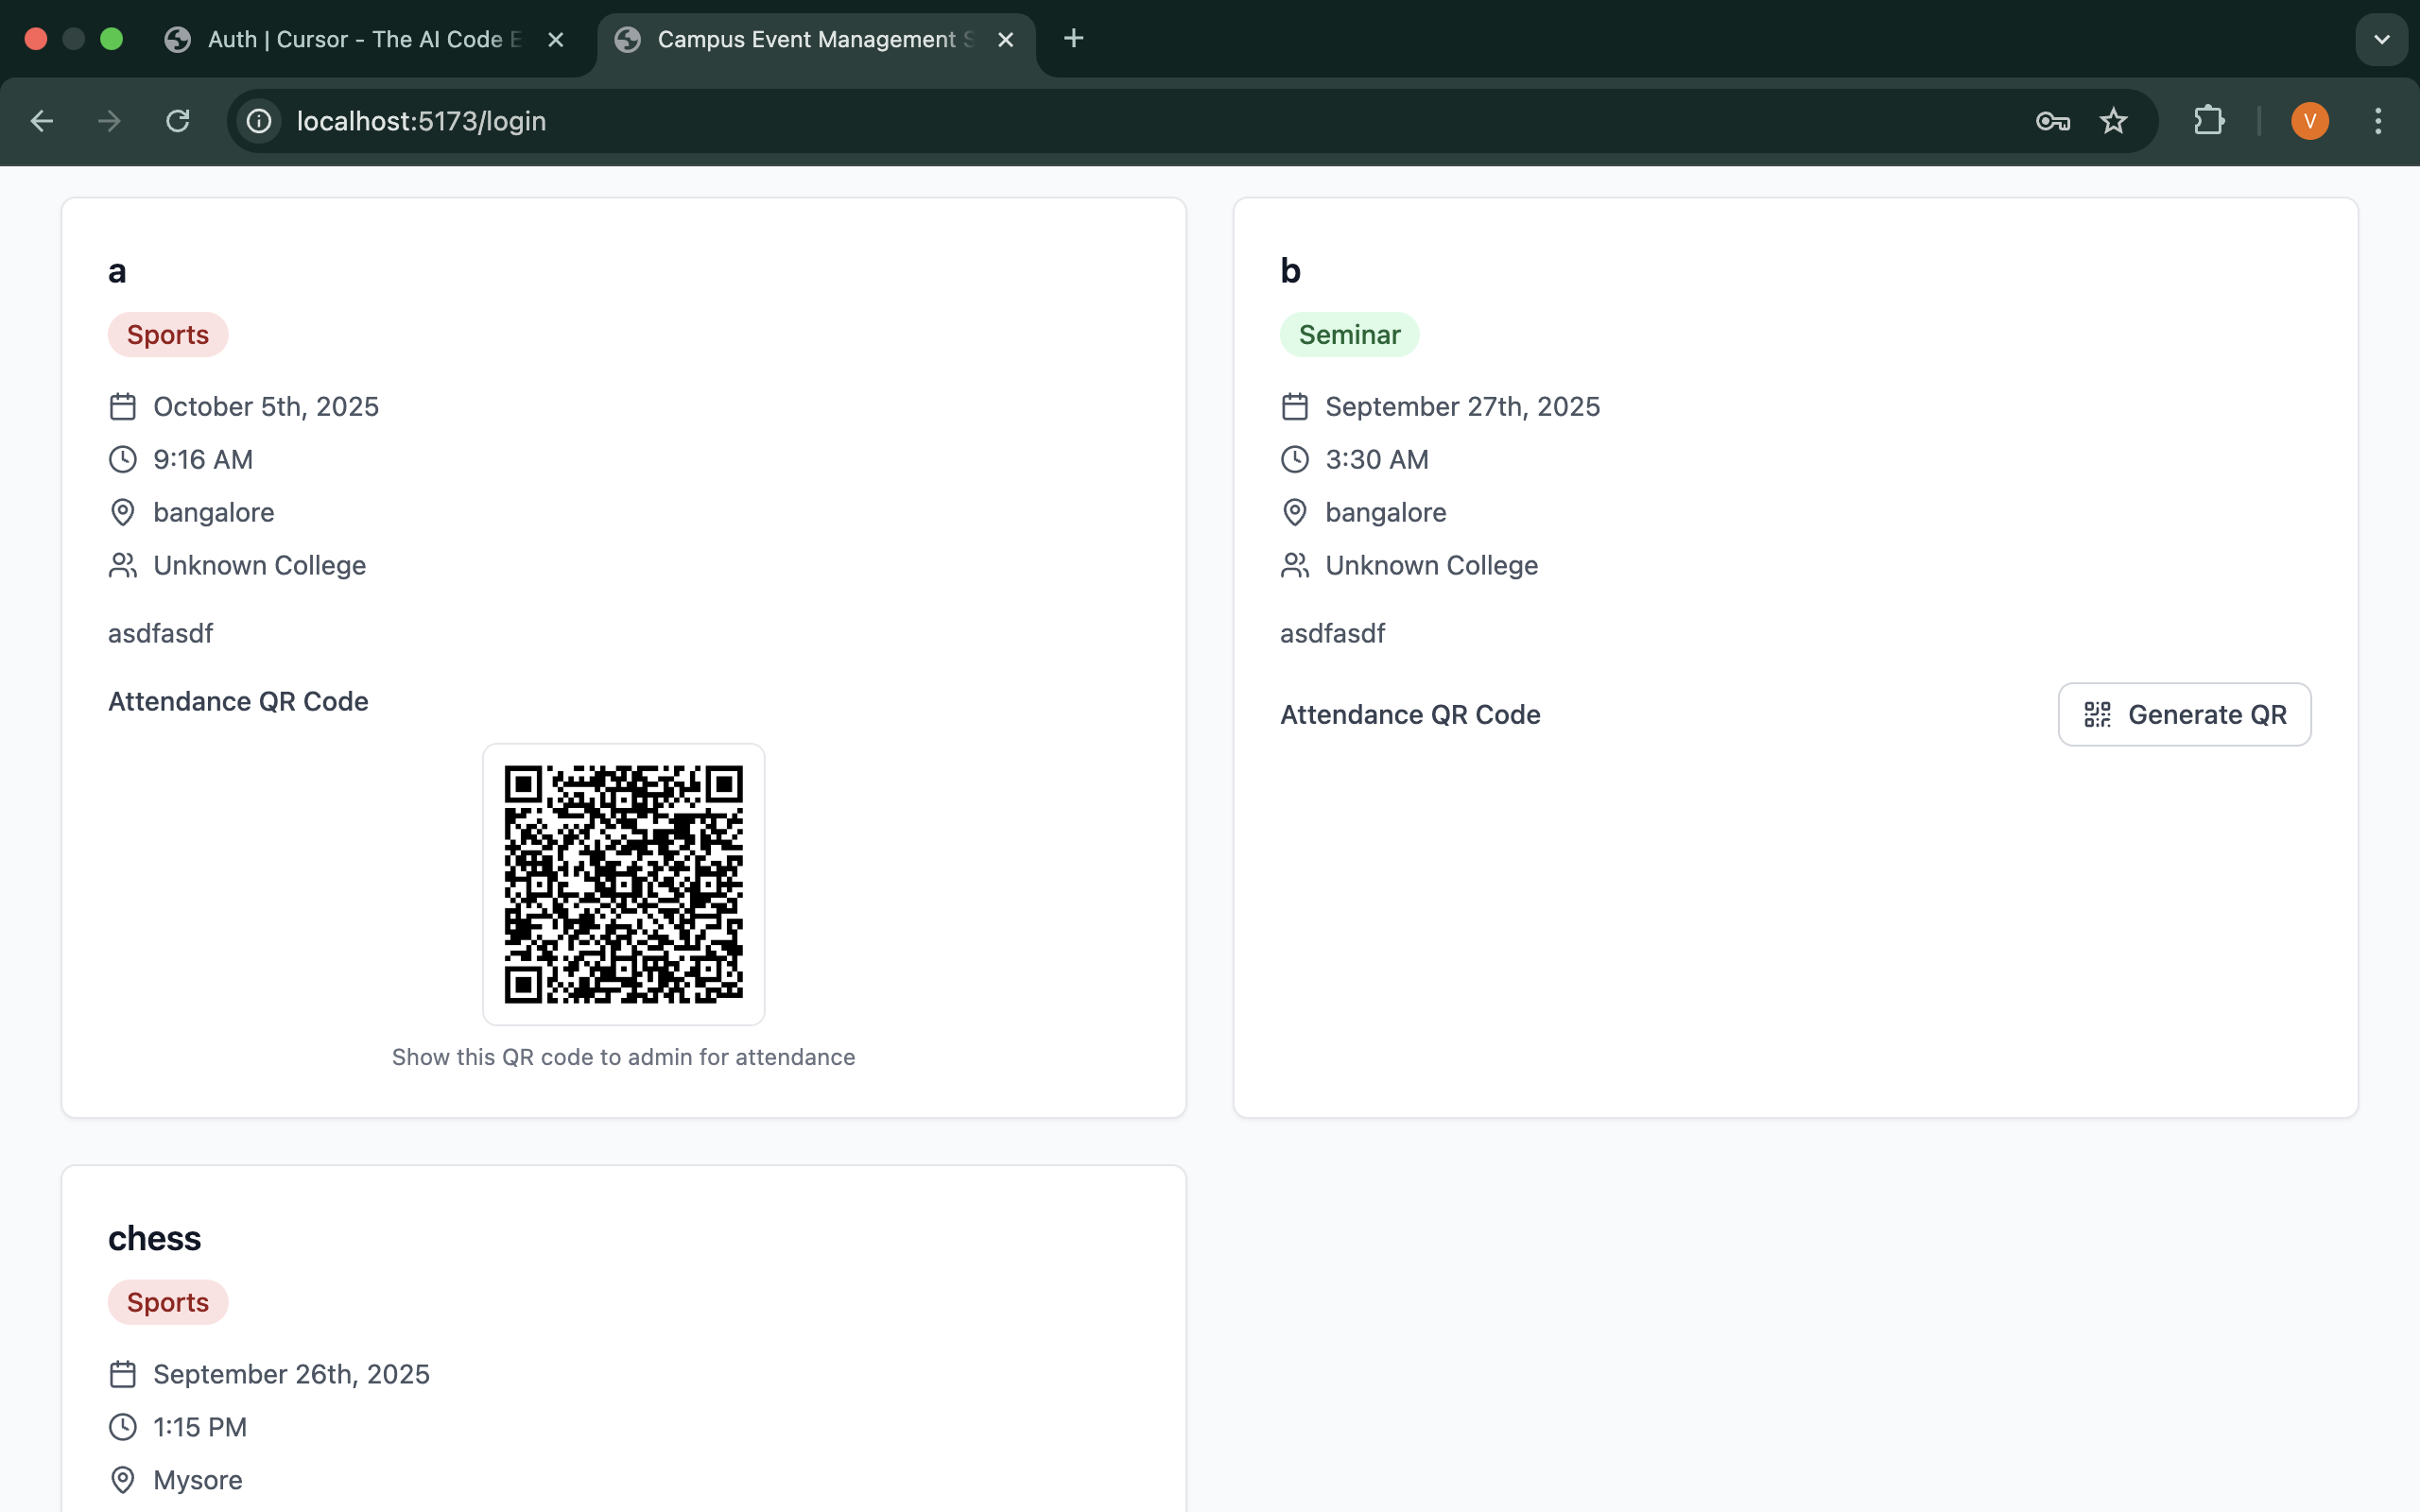 Auth | Cursor - The AI Code E
Campus Event Management S
localhost:5173/login
V
a
Sports
October 5th, 2025
9:16 AM
bangalore
Unknown College
asdfasdf
Attendance QR Code
Show this QR code to admin for attendance
b
Seminar
September 27th, 2025
3:30 AM
bangalore
Unknown College
asdfasdf
Attendance QR Code
Generate QR
chess
Sports
September 26th, 2025
1:15 PM
Mysore